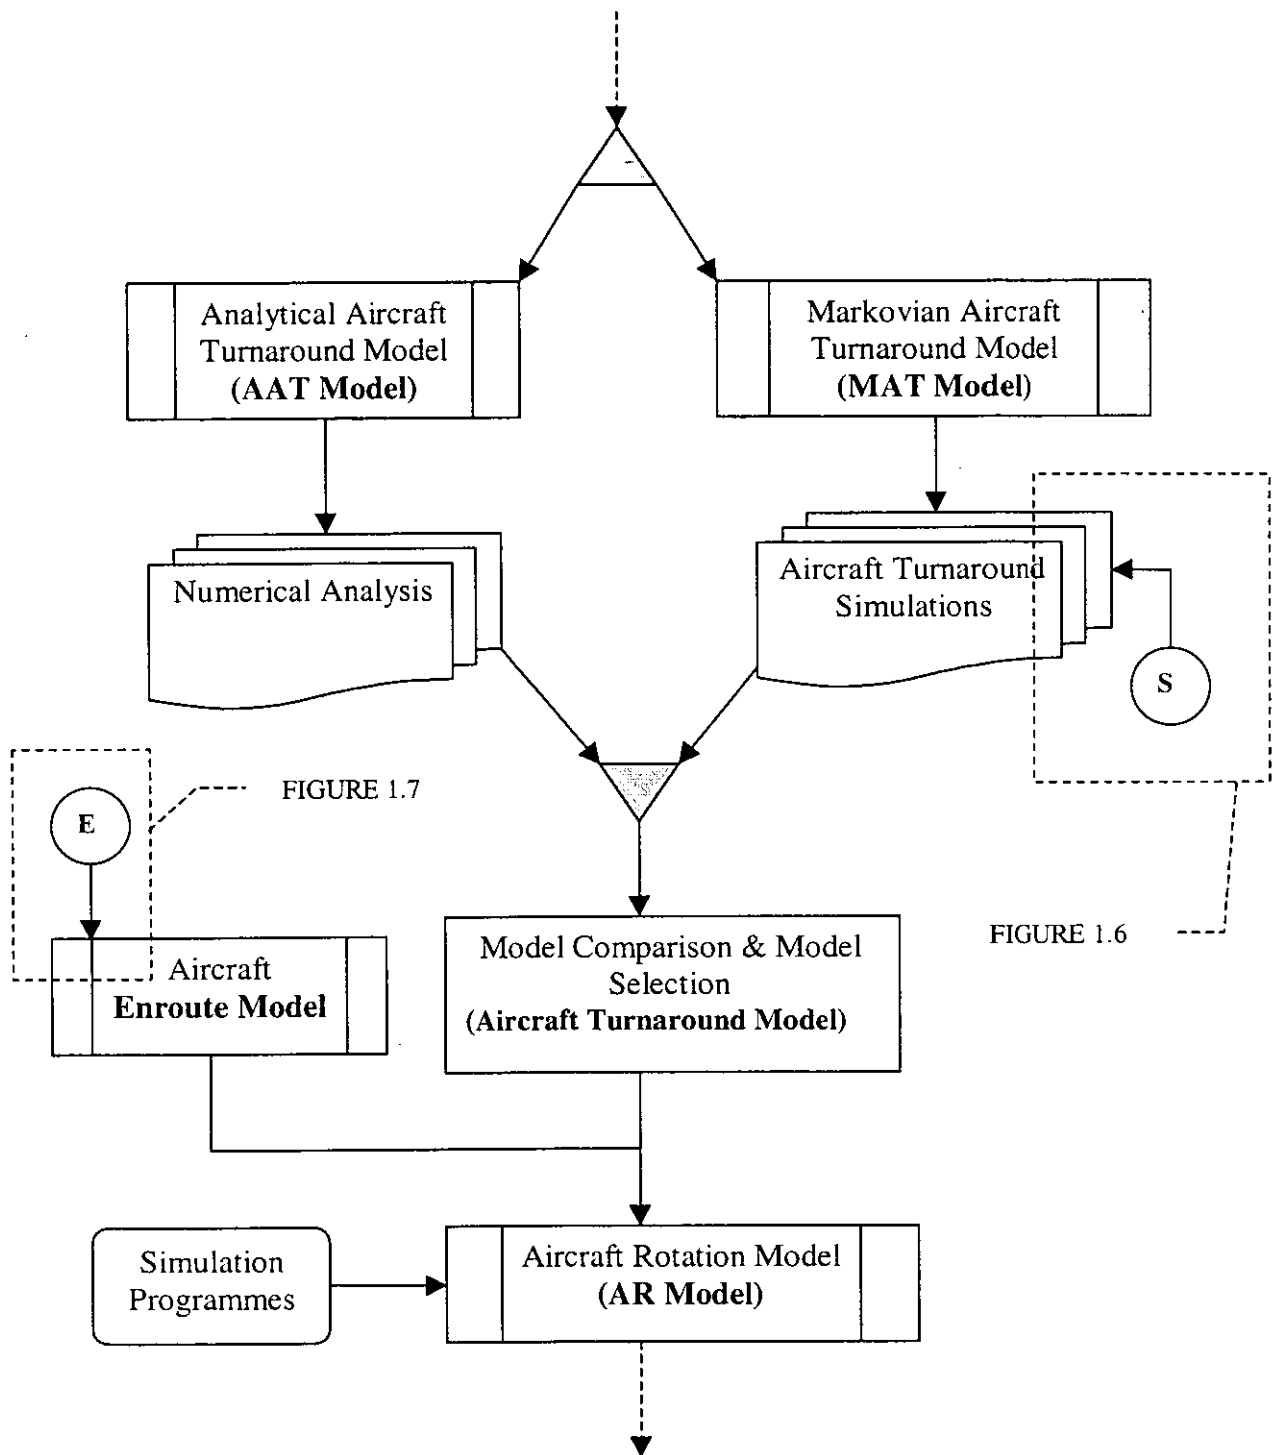 Analytical Aircraft
Turnaround Model
(AAT Model)
Markovian Aircraft
Turnaround Model
(MAT Model)
Numerical Analysis
Aircraft Turnaround
Simulations
S
E
FIGURE 1.7
FIGURE 1.6
Aircraft
Enroute Model
Model Comparison & Model
Selection
(Aircraft Turnaround Model)
Simulation
Programmes
Aircraft Rotation Model
(AR Model)